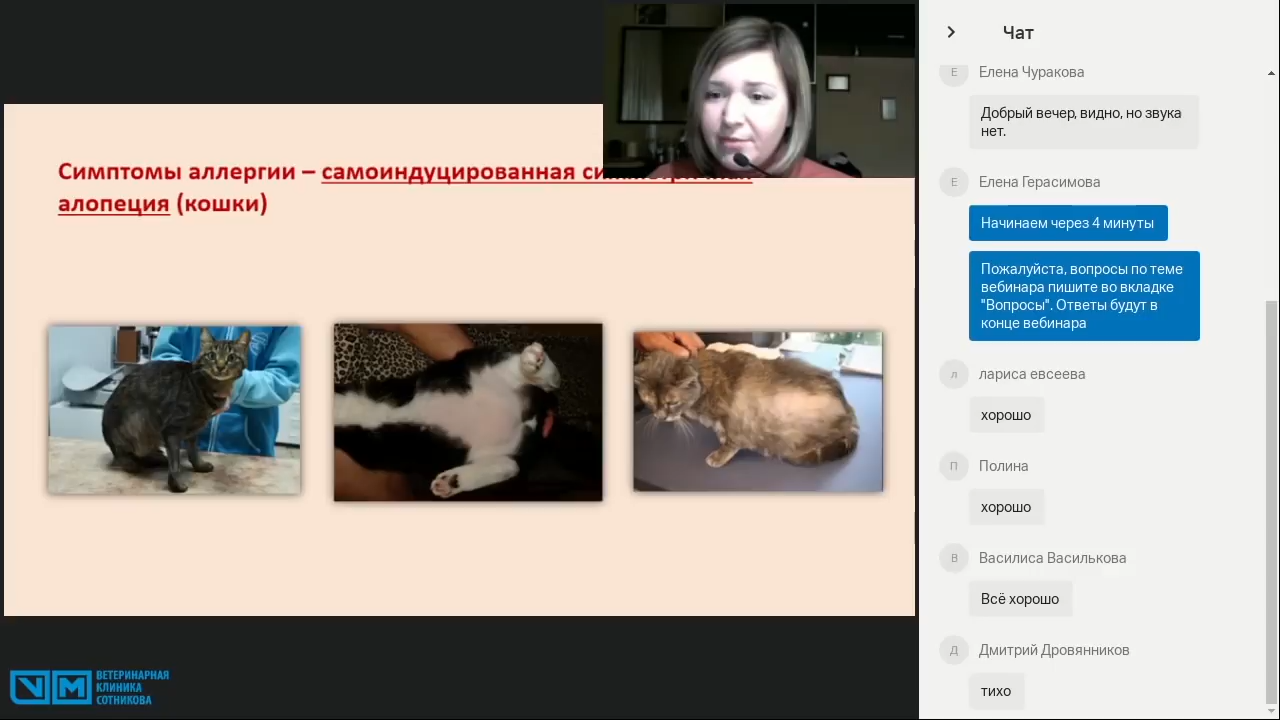 Симптомы аллергии – самоиндуцированная
алопеция (кошки)
ВЕТЕРИНАРНАЯ
КЛИНИКА
СОТНИКОВА
Чат
Е
Елена Чуракова
Добрый вечер, видно, но звука
нет.
Е
Елена Герасимова
Начинаем через 4 минуты
Пожалуйста, вопросы по теме
вебинара пишите во вкладке
"Вопросы". Ответы будут в
конце вебинара
л
лариса евсеева
хорошо
П
Полина
хорошо
В
Василиса Василькова
Всё хорошо
Д
Дмитрий Дровянников
тихо